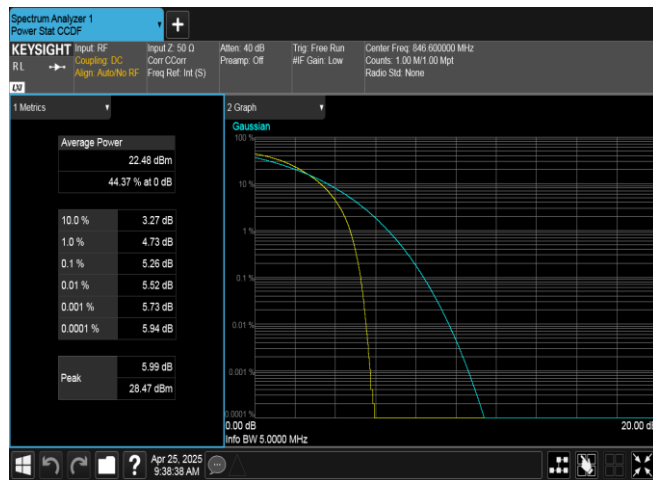 Spectrum Analyzer 1
Power Stat CCDF
+
KEYSIGHT
RL
LXI
Input: RF
Coupling: DC
Align: Auto/No RF
Input Z: 50 Ω
Corr CCorr
Freq Ref: Int (S)
Atten: 40 dB
Preamp: Off
Trig: Free Run
#IF Gain: Low
Center Freq: 846.600000 MHz
Counts: 1.00 M/1.00 Mpt
Radio Std: None
1 Metrics
Average Power
22.48 dBm
44.37 % at 0 dB
10.0 % 3.27 dB
1.0 % 4.73 dB
0.1 % 5.26 dB
0.01 % 5.52 dB
0.001 % 5.73 dB
0.0001 % 5.94 dB
Peak
5.99 dB
28.47 dBm
2 Graph
Gaussian
100 %
10 %
1 %
0.1 %
0.01 %
0.001 %
0.0001 %
0.00 dB
20.00 dB
Info BW 5.0000 MHz
?
Apr 25, 2025
9:38:38 AM